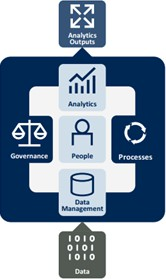 Analytics
Outputs
Analytics
Governance
People
Processes
Data
Management
1010
0101
1010
Data